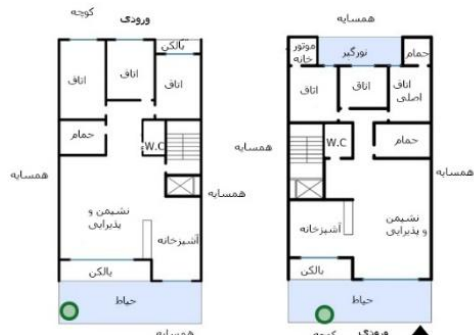 کوچه
ورودی
بالکن
اتاق
اتاق
اتاق
حمام
W.C
همسایه
همسایه
نشیمن و
پذیرایی
آشپزخانه
بالکن
حیاط
همسایه
همسایه
موتور
خانه
نورگیر
حمام
اتاق
اتاق
اتاق
اصلی
W.C
حمام
همسایه
همسایه
آشپزخانه
نشیمن
و پذیرایی
بالکن
حیاط
کوچه
ورودی